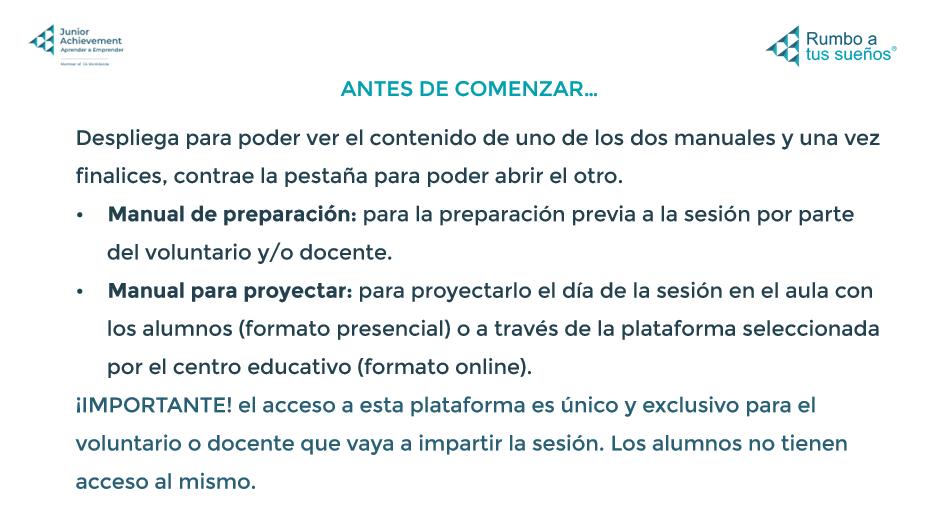 Junior
Achievement
Aprender a Emprender
Member of JA Worldwide
Rumbo a
tus sueños®
ANTES DE COMENZAR...
Despliega para poder ver el contenido de uno de los dos manuales y una vez
finalices, contrae la pestaña para poder abrir el otro.
• Manual de preparación: para la preparación previa a la sesión por parte
del voluntario y/o docente.
• Manual para proyectar: para proyectarlo el día de la sesión en el aula con
los alumnos (formato presencial) o a través de la plataforma seleccionada
por el centro educativo (formato online).
¡IMPORTANTE! el acceso a esta plataforma es único y exclusivo para el
voluntario o docente que vaya a impartir la sesión. Los alumnos no tienen
acceso al mismo.